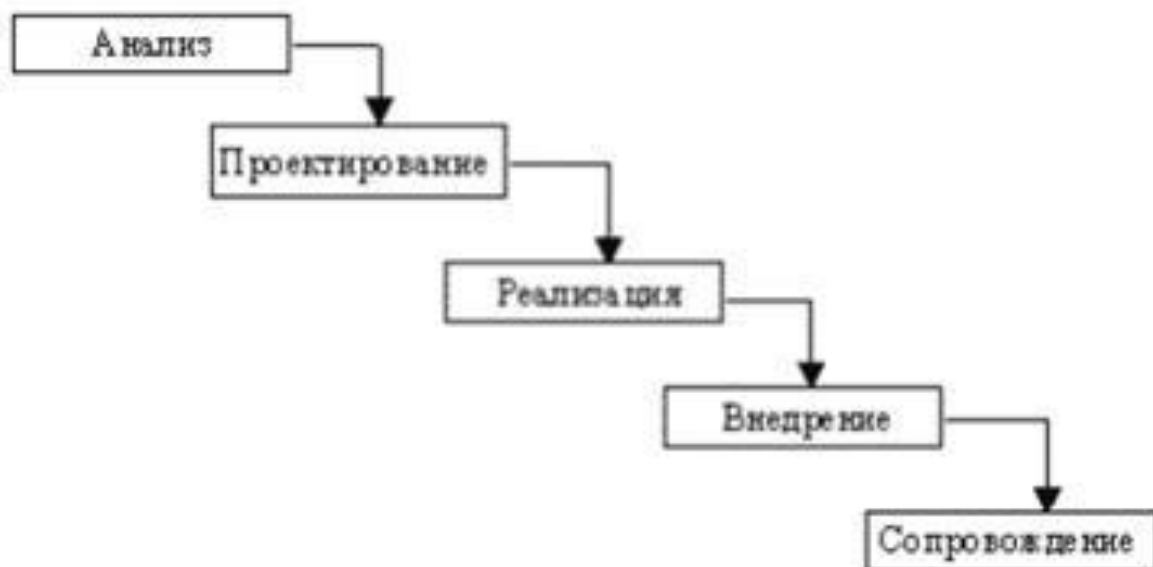 Анализ
Проектирование
Реализация
Внедрение
Сопровождение